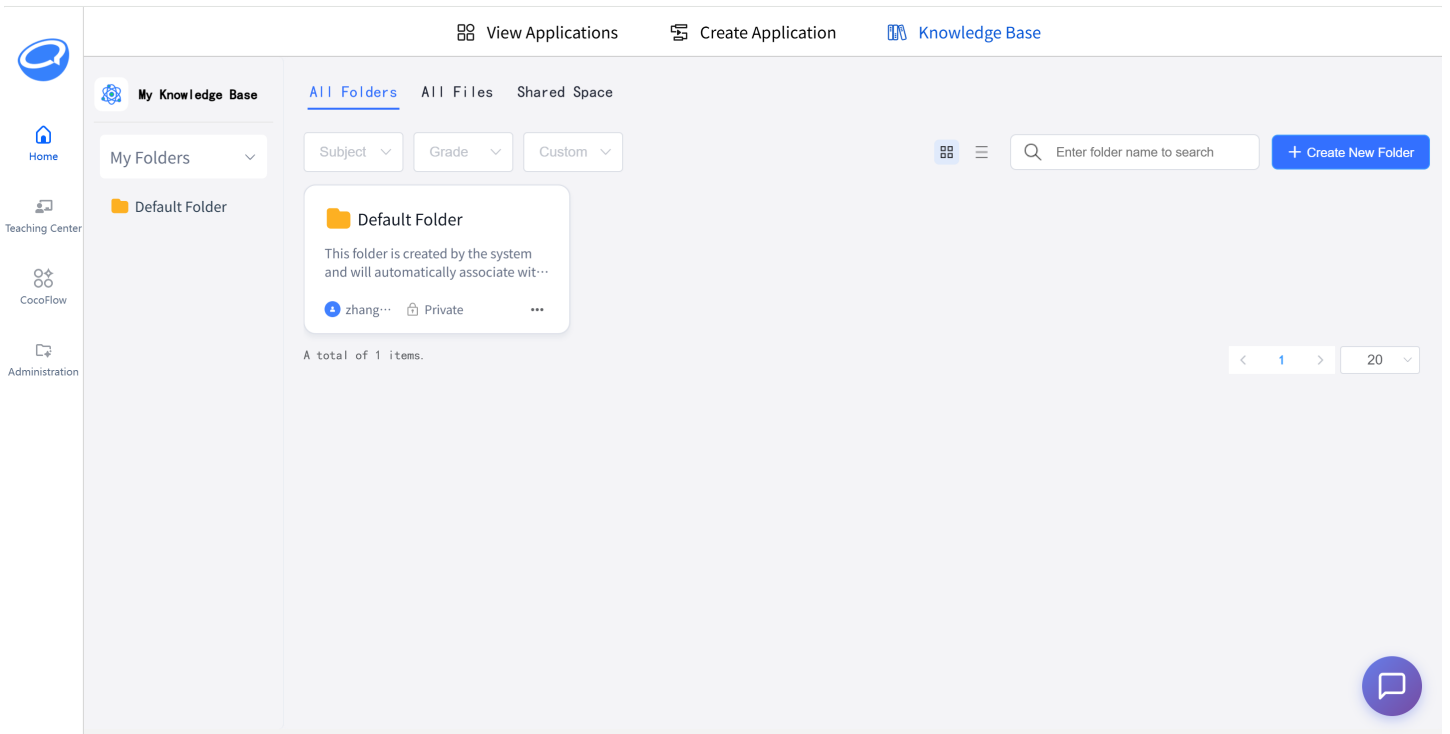 View Applications
Create Application
Knowledge Base
Home
Teaching Center
CocoFlow
Administration
My Knowledge Base
My Folders
Default Folder
All Folders
All Files
Shared Space
Subject
Grade
Custom
Enter folder name to search
+ Create New Folder
Default Folder
This folder is created by the system
and will automatically associate wit···
zhang···
Private
A total of 1 items.
1
20